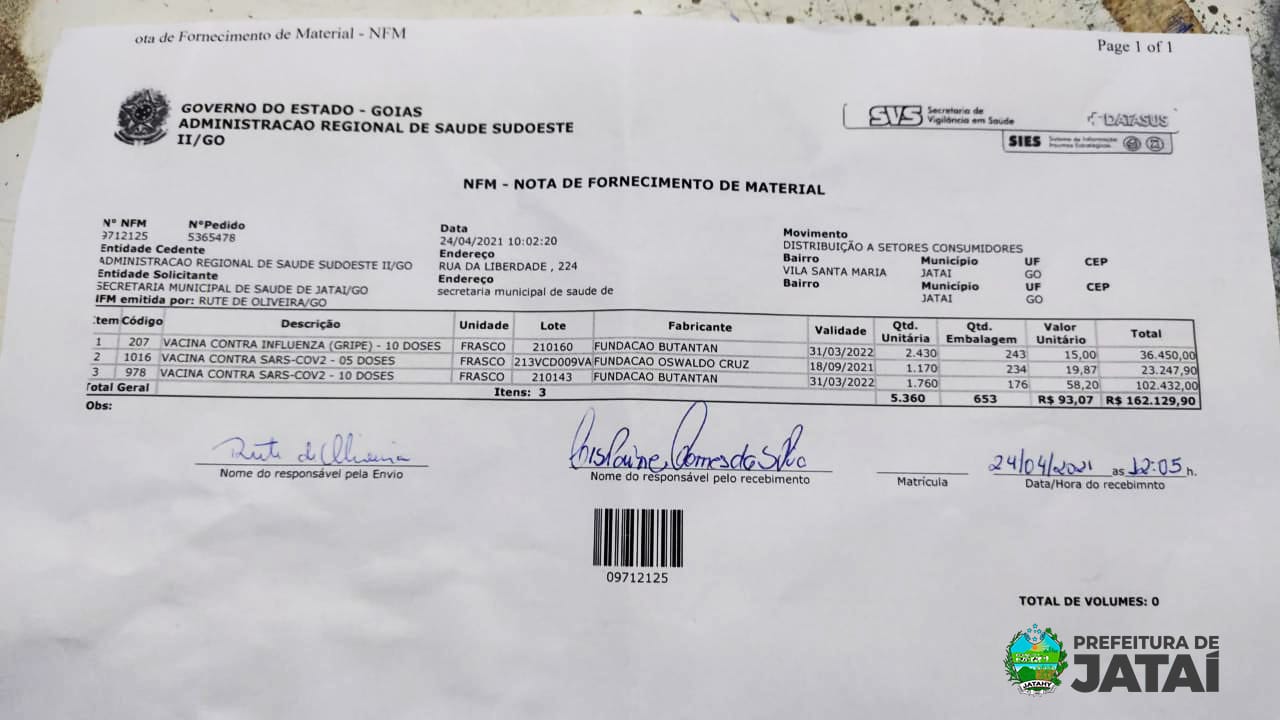 ota de Fornecimento de Material - NFM
Page 1 of 1
GOVERNO DO ESTADO - GOIAS
ADMINISTRACAO REGIONAL DE SAUDE SUDOESTE
II/GO
SVS Secretaria de
Vigilância em Saúde
DATASUS
SIES Sistema de Informação
Insumos Estratégicos
NFM - NOTA DE FORNECIMENTO DE MATERIAL
Nº NFM NºPedido Data Movimento
9712125 5365478 24/04/2021 10:02:20 DISTRIBUIÇÃO A SETORES CONSUMIDORES
Entidade Cedente Endereço Bairro Município UF CEP
ADMINISTRACAO REGIONAL DE SAUDE SUDOESTE II/GO RUA DA LIBERDADE , 224 VILA SANTA MARIA JATAI GO
Entidade Solicitante Endereço Bairro Município UF CEP
SECRETARIA MUNICIPAL DE SAUDE DE JATAI/GO secretaria municipal de saude de JATAI GO
NFM emitida por: RUTE DE OLIVEIRA/GO
Item Código Descrição Unidade Lote Fabricante Validade Qtd. Unitária Qtd. Embalagem Valor Unitário Total
1 207 VACINA CONTRA INFLUENZA (GRIPE) - 10 DOSES FRASCO 210160 FUNDACAO BUTANTAN 31/03/2022 2.430 243 15,00 36.450,00
2 1016 VACINA CONTRA SARS-COV2 - 05 DOSES FRASCO 213VCD009VA FUNDACAO OSWALDO CRUZ 18/09/2021 1.170 234 19,87 23.247,90
3 978 VACINA CONTRA SARS-COV2 - 10 DOSES FRASCO 210143 FUNDACAO BUTANTAN 31/03/2022 1.760 176 58,20 102.432,00
Total Geral Itens: 3 5.360 653 R$ 93,07 R$ 162.129,90
Obs:
Rute de Oliveira
Nome do responsável pela Envio
Ghislaine Gomes da Silva
Nome do responsável pelo recebimento
Matrícula
24/04/2021 as 12:05 h.
Data/Hora do recebimnto
09712125
TOTAL DE VOLUMES: 0
JATAHY
PREFEITURA DE
JATAÍ